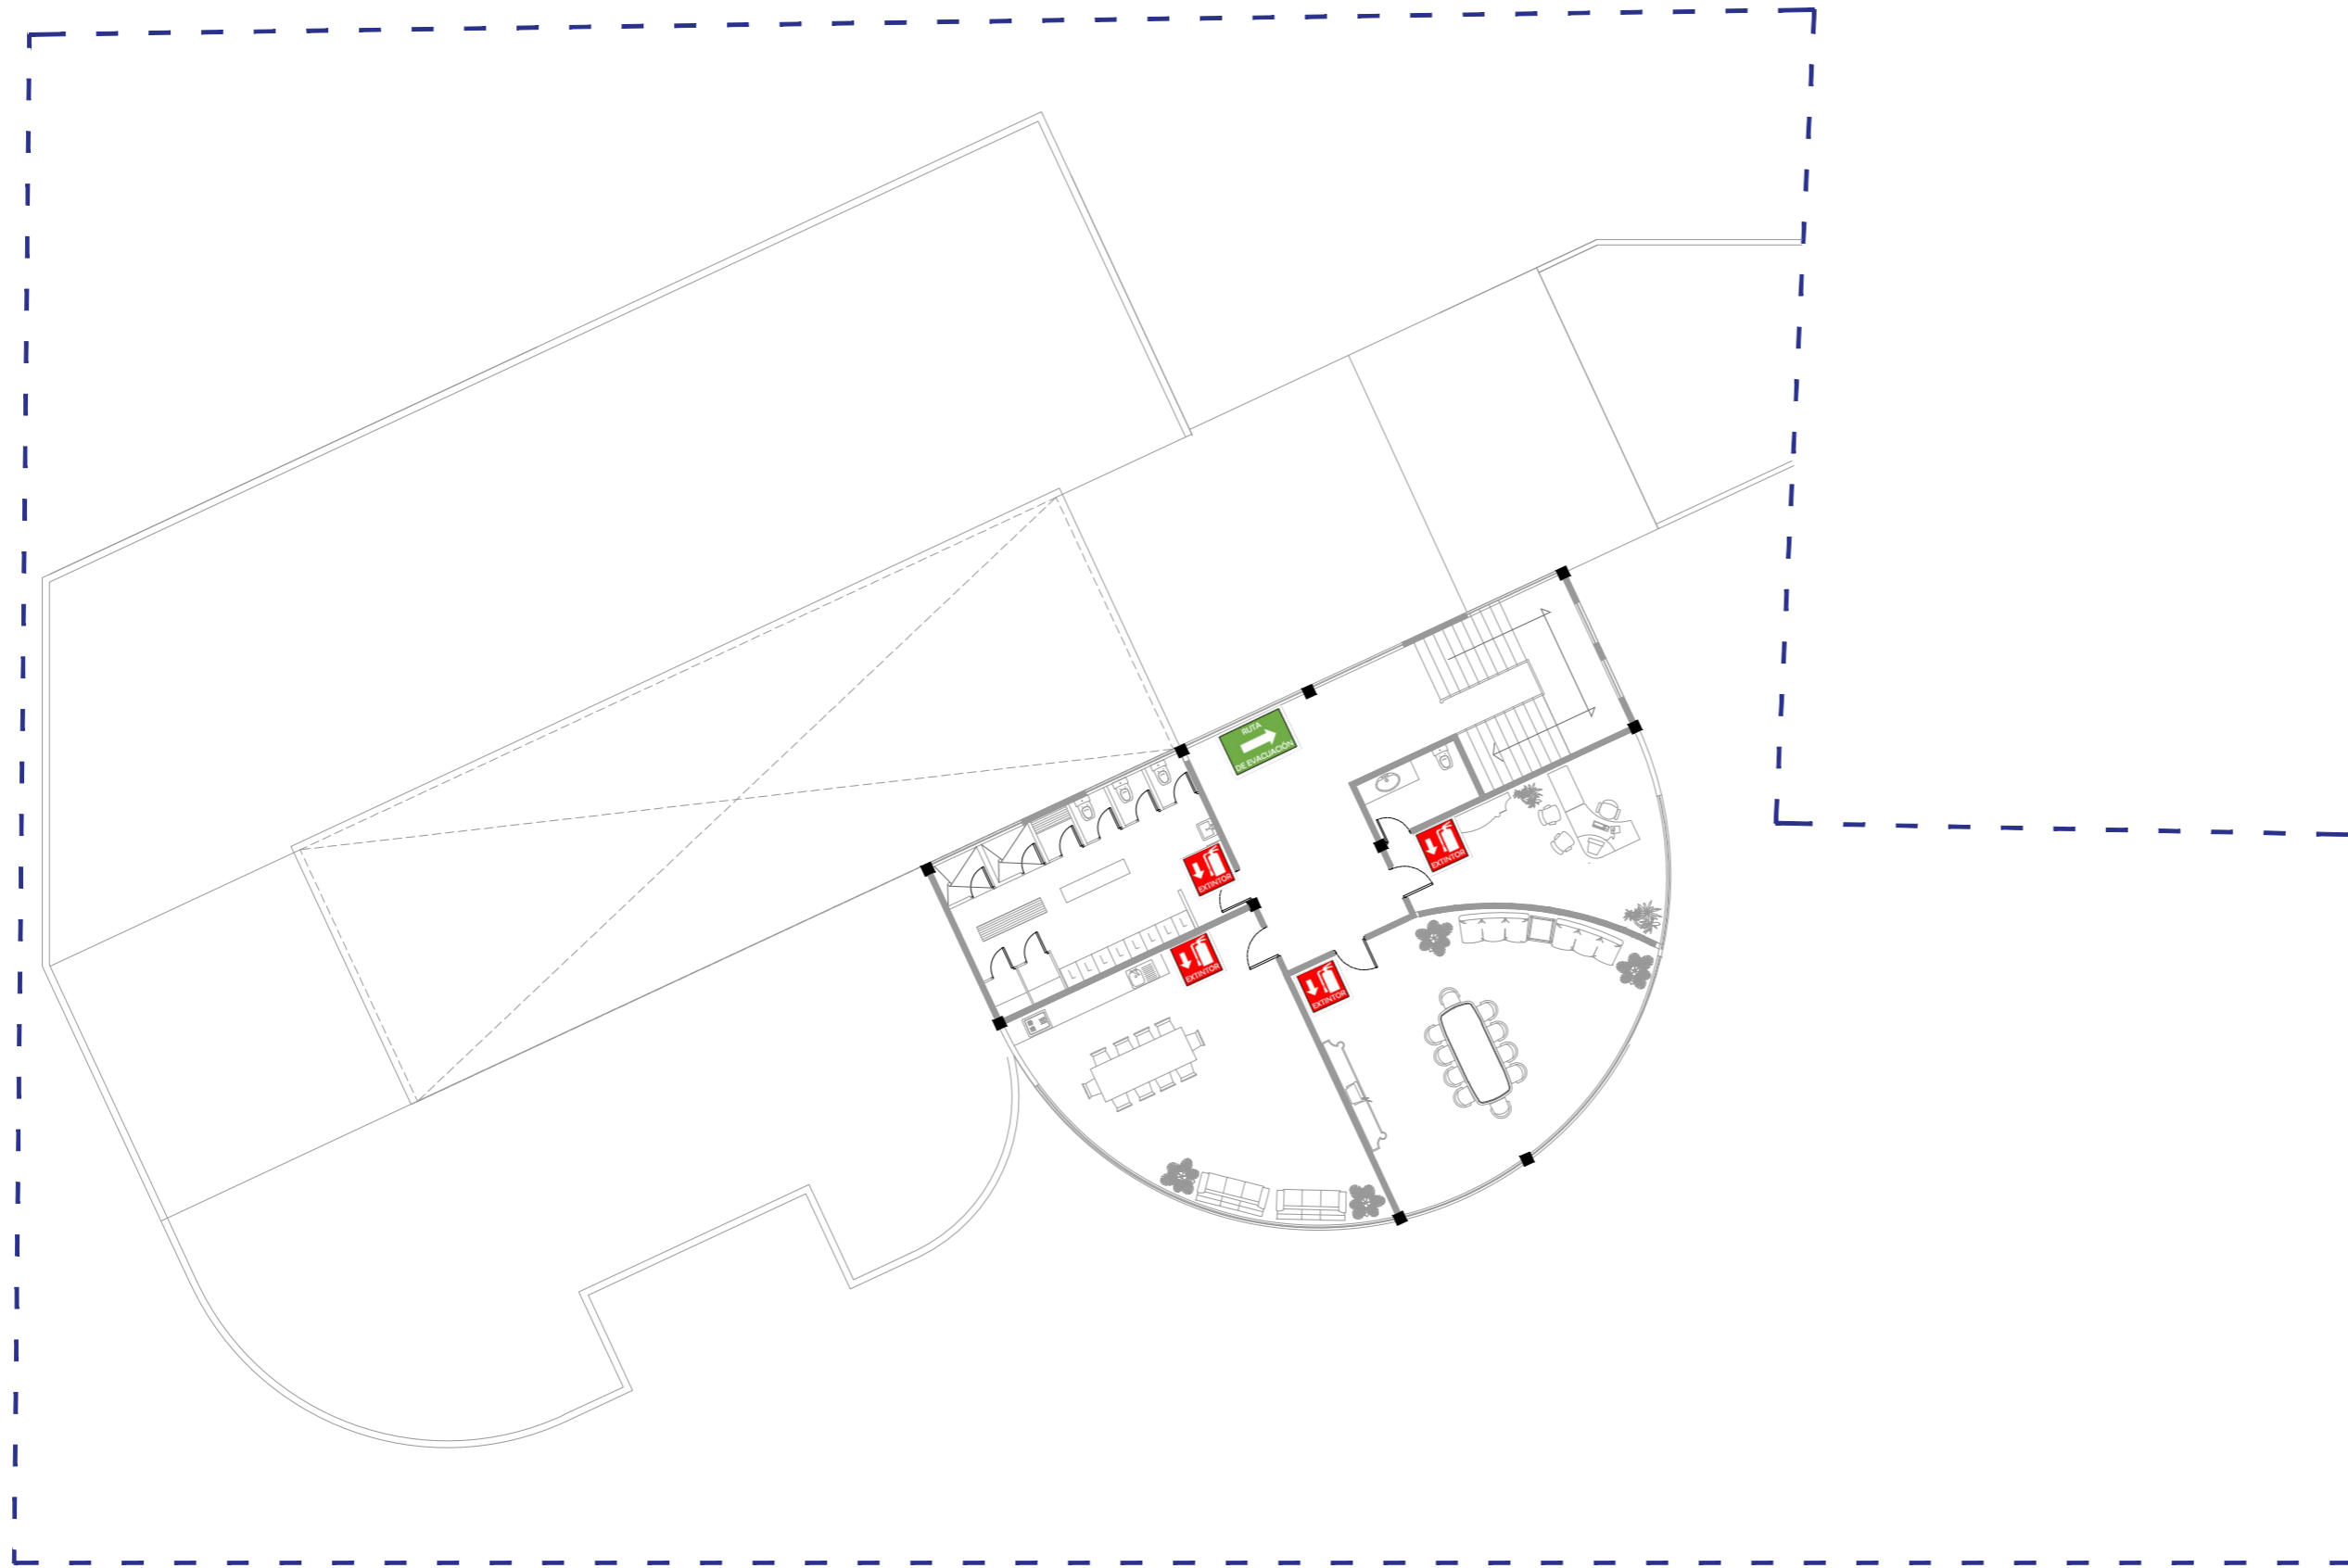 RUTA
DE EVACUACIÓN
EXTINTOR
EXTINTOR
EXTINTOR
EXTINTOR